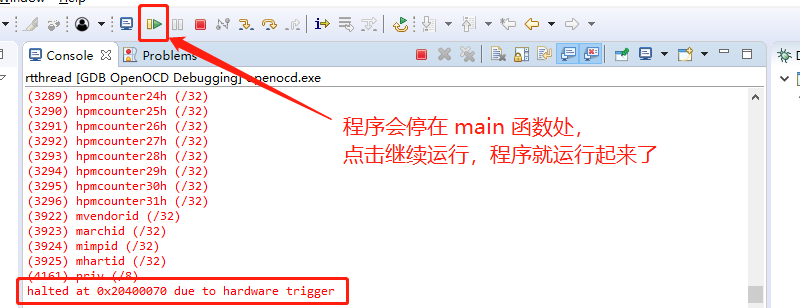 Console
Problems
D
rtthread [GDB OpenOCD Debugging] openocd.exe
(3289) hpmcounter24h (/32)
(3290) hpmcounter25h (/32)
(3291) hpmcounter26h (/32)
(3292) hpmcounter27h (/32)
(3293) hpmcounter28h (/32)
(3294) hpmcounter29h (/32)
(3295) hpmcounter30h (/32)
(3296) hpmcounter31h (/32)
(3922) mvendorid (/32)
(3923) marchid (/32)
(3924) mimpid (/32)
(3925) mhartid (/32)
(4161) priv (/8)
halted at 0x20400070 due to hardware trigger
程序会停在 main 函数处，
点击继续运行，程序就运行起来了